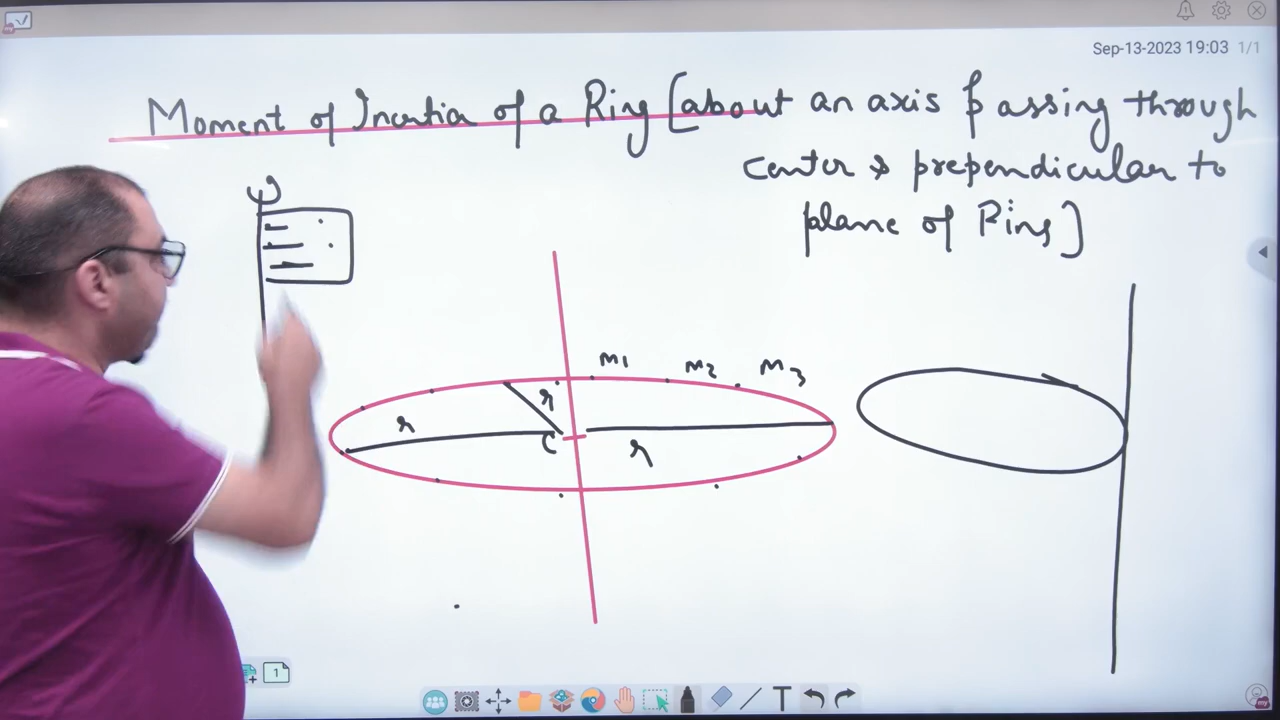 Sep-13-2023 19:03 1/1
Moment of Inertia of a Ring [about an axis passing through
center & prependicular to
plane of Ring]
M1 M2 M3
r
r
C
r
1
T